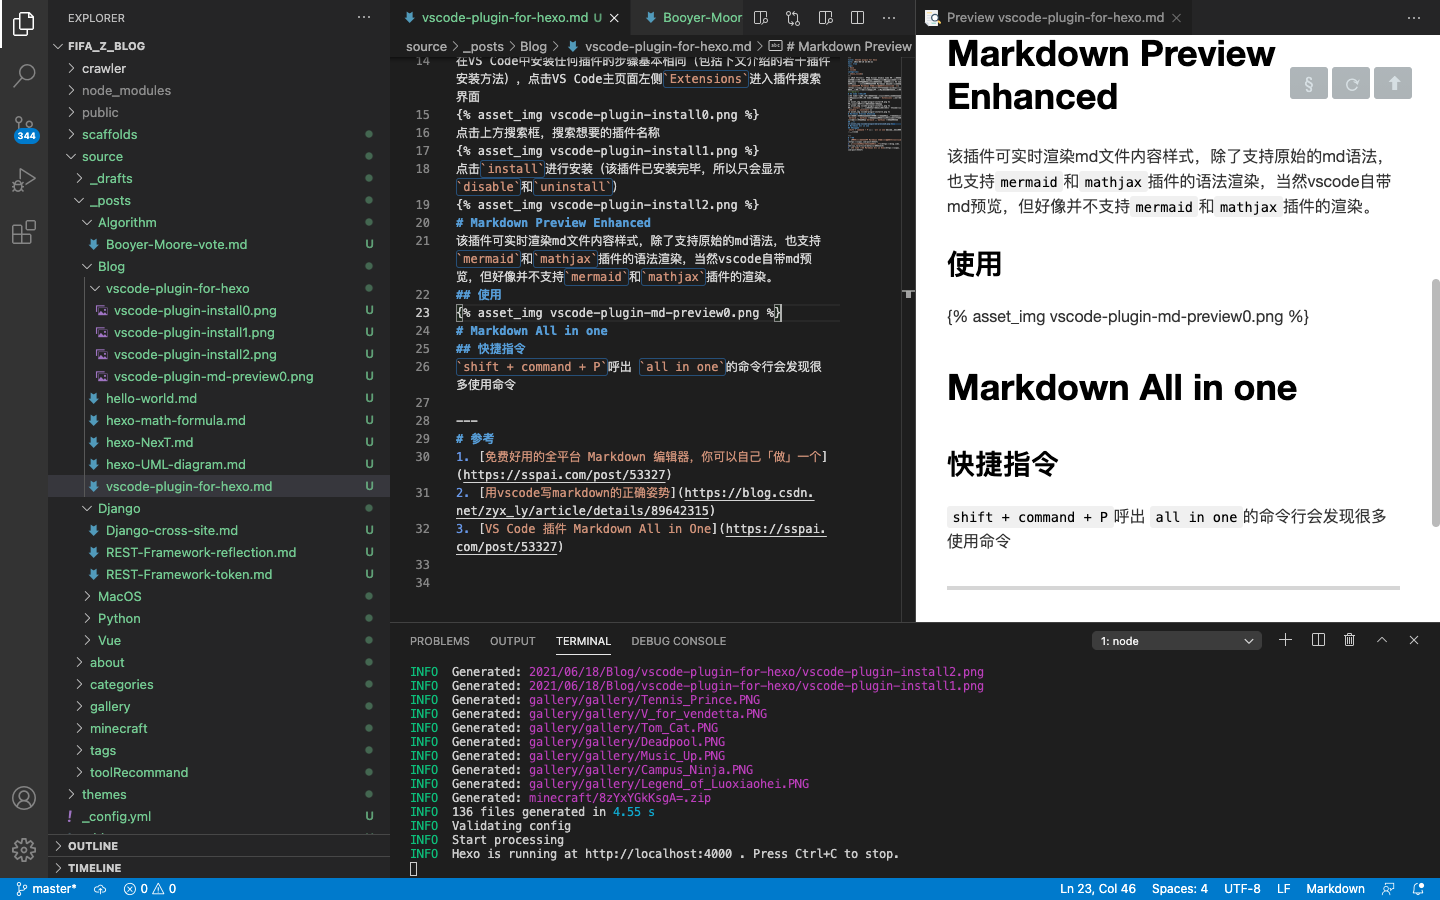 EXPLORER
FIFA_Z_BLOG
crawler
node_modules
public
scaffolds
source
_drafts
_posts
Algorithm
Booyer-Moore-vote.md U
Blog
vscode-plugin-for-hexo
vscode-plugin-install0.png U
vscode-plugin-install1.png U
vscode-plugin-install2.png U
vscode-plugin-md-preview0.png U
hello-world.md U
hexo-math-formula.md U
hexo-NexT.md U
hexo-UML-diagram.md U
vscode-plugin-for-hexo.md U
Django
Django-cross-site.md U
REST-Framework-reflection.md U
REST-Framework-token.md U
MacOS
Python
Vue
about
categories
gallery
minecraft
tags
toolRecommand
themes
! _config.yml U
OUTLINE
TIMELINE
344
vscode-plugin-for-hexo.md U
Booyer-Moor
source > _posts > Blog > vscode-plugin-for-hexo.md > # Markdown Preview
14 在VS Code中安装任何插件的步骤基本相同（包括下文介绍的若干插件
安装方法），点击VS Code主页面左侧`Extensions`进入插件搜索
界面
15 {% asset_img vscode-plugin-install0.png %}
16 点击上方搜索框，搜索想要的插件名称
17 {% asset_img vscode-plugin-install1.png %}
18 点击`install`进行安装（该插件已安装完毕，所以只会显示
`disable`和`uninstall`）
19 {% asset_img vscode-plugin-install2.png %}
20 # Markdown Preview Enhanced
21 该插件可实时渲染md文件内容样式，除了支持原始的md语法，也支持
`mermaid`和`mathjax`插件的语法渲染，当然vscode自带md预
览，但好像并不支持`mermaid`和`mathjax`插件的渲染。
22 ## 使用
23 {% asset_img vscode-plugin-md-preview0.png %}
24 # Markdown All in one
25 ## 快捷指令
26 `shift + command + P`呼出 `all in one`的命令行会发现很
多使用命令
27
28 ---
29 # 参考
30 1. [免费好用的全平台 Markdown 编辑器，你可以自己「做」一个]
(https://sspai.com/post/53327)
31 2. [用vscode写markdown的正确姿势](https://blog.csdn.
net/zyx_ly/article/details/89642315)
32 3. [VS Code 插件 Markdown All in One](https://sspai.
com/post/53327)
33
34
Preview vscode-plugin-for-hexo.md
Markdown Preview
Enhanced
§
该插件可实时渲染md文件内容样式，除了支持原始的md语法，
也支持 mermaid 和 mathjax 插件的语法渲染，当然vscode自带
md预览，但好像并不支持 mermaid 和 mathjax 插件的渲染。
使用
{% asset_img vscode-plugin-md-preview0.png %}
Markdown All in one
快捷指令
shift + command + P 呼出 all in one 的命令行会发现很多
使用命令
PROBLEMS OUTPUT TERMINAL DEBUG CONSOLE
1: node
INFO Generated: 2021/06/18/Blog/vscode-plugin-for-hexo/vscode-plugin-install2.png
INFO Generated: 2021/06/18/Blog/vscode-plugin-for-hexo/vscode-plugin-install1.png
INFO Generated: gallery/gallery/Tennis_Prince.PNG
INFO Generated: gallery/gallery/V_for_vendetta.PNG
INFO Generated: gallery/gallery/Tom_Cat.PNG
INFO Generated: gallery/gallery/Deadpool.PNG
INFO Generated: gallery/gallery/Music_Up.PNG
INFO Generated: gallery/gallery/Campus_Ninja.PNG
INFO Generated: gallery/gallery/Legend_of_Luoxiaohei.PNG
INFO Generated: minecraft/8zYxYGkKsgA=.zip
INFO 136 files generated in 4.55 s
INFO Validating config
INFO Start processing
INFO Hexo is running at http://localhost:4000 . Press Ctrl+C to stop.
master* 0 0 Ln 23, Col 46 Spaces: 4 UTF-8 LF Markdown